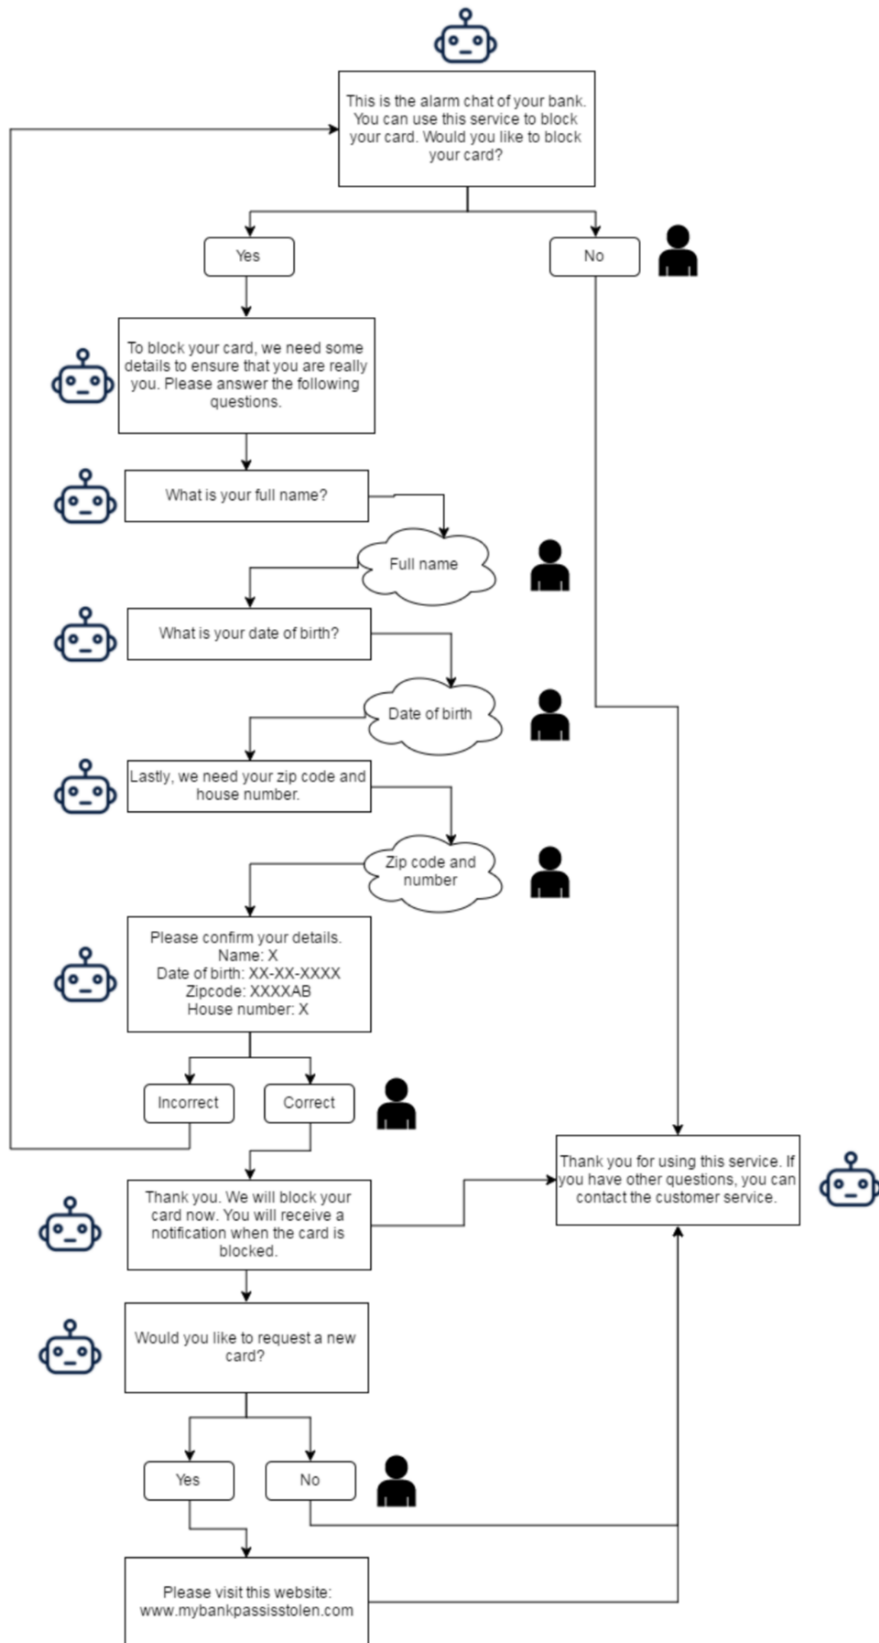 This is the alarm chat of your bank.
You can use this service to block
your card. Would you like to block
your card?
Yes
No
To block your card, we need some
details to ensure that you are really
you. Please answer the following
questions.
What is your full name?
Full name
What is your date of birth?
Date of birth
Lastly, we need your zip code and
house number.
Zip code and
number
Please confirm your details.
Name: X
Date of birth: XX-XX-XXXX
Zipcode: XXXXAB
House number: X
Incorrect
Correct
Thank you. We will block your
card now. You will receive a
notification when the card is
blocked.
Thank you for using this service. If
you have other questions, you can
contact the customer service.
Would you like to request a new
card?
Yes
No
Please visit this website:
www.mybankpassisstolen.com